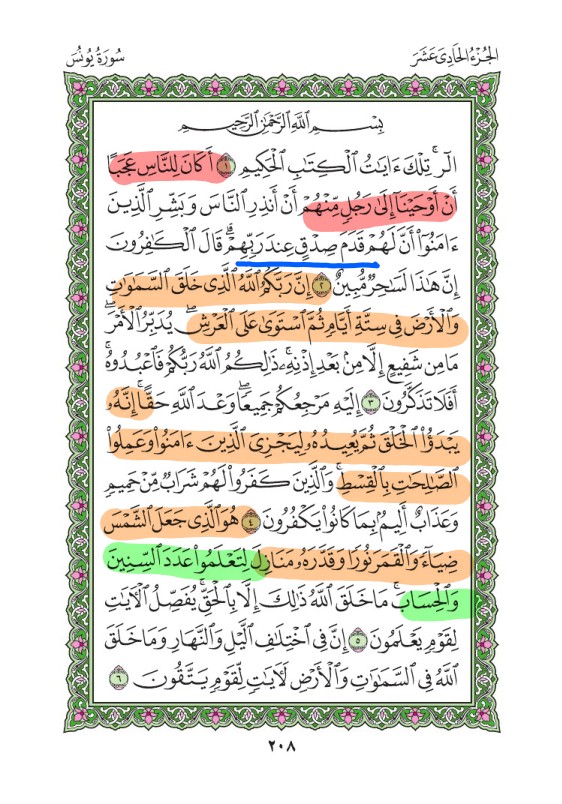 الجُزْءُ الحَادِى عَشَرَ
سُورَةُ يُونُسَ
بِسْمِ ٱللَّهِ ٱلرَّحْمَٰنِ ٱلرَّحِيمِ
الٓر ۚ تِلْكَ ءَايَٰتُ ٱلْكِتَٰبِ ٱلْحَكِيمِ ١ أَكَانَ لِلنَّاسِ عَجَبًا
أَنْ أَوْحَيْنَآ إِلَىٰ رَجُلٍ مِّنْهُمْ أَنْ أَنذِرِ ٱلنَّاسَ وَبَشِّرِ ٱلَّذِينَ
ءَامَنُوٓا۟ أَنَّ لَهُمْ قَدَمَ صِدْقٍ عِندَ رَبِّهِمْ ۗ قَالَ ٱلْكَٰفِرُونَ
إِنَّ هَٰذَا لَسَٰحِرٌ مُّبِينٌ ٢ إِنَّ رَبَّكُمُ ٱللَّهُ ٱلَّذِى خَلَقَ ٱلسَّمَٰوَٰتِ
وَٱلْأَرْضَ فِى سِتَّةِ أَيَّامٍ ثُمَّ ٱسْتَوَىٰ عَلَى ٱلْعَرْشِ ۖ يُدَبِّرُ ٱلْأَمْرَ ۖ
مَا مِن شَفِيعٍ إِلَّا مِنۢ بَعْدِ إِذْنِهِۦ ۚ ذَٰلِكُمُ ٱللَّهُ رَبُّكُمْ فَٱعْبُدُوهُ ۚ
أَفَلَا تَذَكَّرُونَ ٣ إِلَيْهِ مَرْجِعُكُمْ جَمِيعًا ۖ وَعْدَ ٱللَّهِ حَقًّا ۚ إِنَّهُۥ
يَبْدَؤُا۟ ٱلْخَلْقَ ثُمَّ يُعِيدُهُۥ لِيَجْزِىَ ٱلَّذِينَ ءَامَنُوا۟ وَعَمِلُوا۟
ٱلصَّٰلِحَٰتِ بِٱلْقِسْطِ ۚ وَٱلَّذِينَ كَفَرُوا۟ لَهُمْ شَرَابٌ مِّنْ حَمِيمٍ
وَعَذَابٌ أَلِيمٌۢ بِمَا كَانُوا۟ يَكْفُرُونَ ٤ هُوَ ٱلَّذِى جَعَلَ ٱلشَّمْسَ
ضِيَآءً وَٱلْقَمَرَ نُورًا وَقَدَّرَهُۥ مَنَازِلَ لِتَعْلَمُوا۟ عَدَدَ ٱلسِّنِينَ
وَٱلْحِسَابَ ۚ مَا خَلَقَ ٱللَّهُ ذَٰلِكَ إِلَّا بِٱلْحَقِّ ۚ يُفَصِّلُ ٱلْءَايَٰتِ
لِقَوْمٍ يَعْلَمُونَ ٥ إِنَّ فِى ٱخْتِلَٰفِ ٱلَّيْلِ وَٱلنَّهَارِ وَمَا خَلَقَ
ٱللَّهُ فِى ٱلسَّمَٰوَٰتِ وَٱلْأَرْضِ لَءَايَٰتٍ لِّقَوْمٍ يَتَّقُونَ ٦
٢٠٨